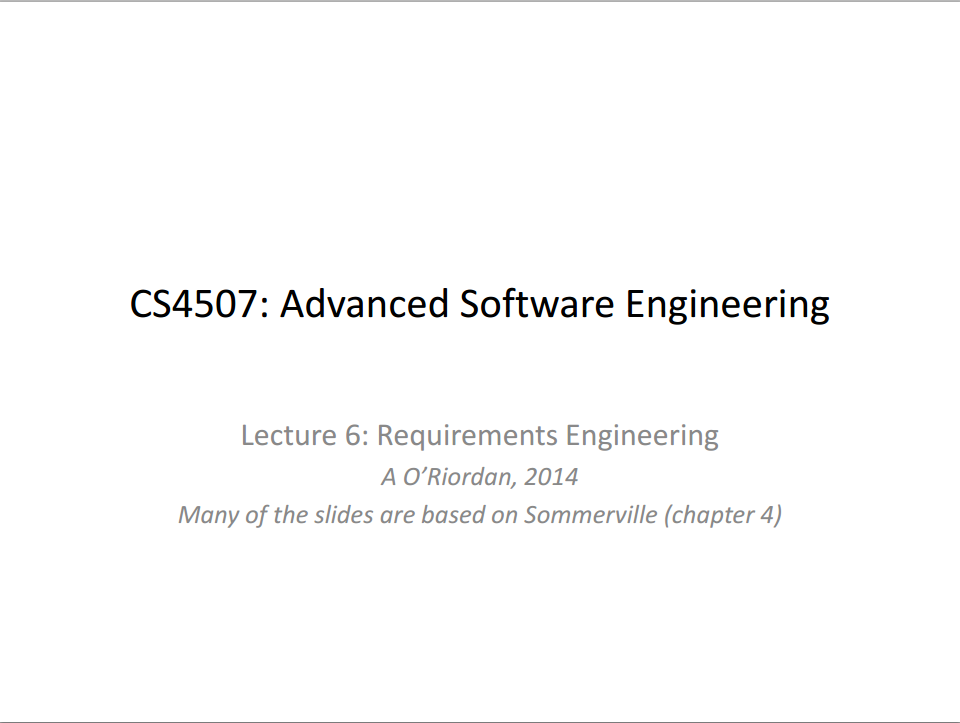 CS4507: Advanced Software Engineering
Lecture 6: Requirements Engineering
A O’Riordan, 2014
Many of the slides are based on Sommerville (chapter 4)